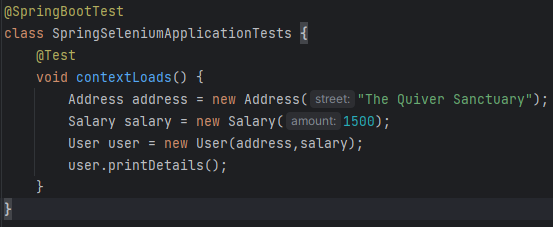 @SpringBootTest
class SpringSeleniumApplicationTests {
@Test
void contextLoads() {
Address address = new Address( street: "The Quiver Sanctuary");
Salary salary = new Salary( amount: 1500);
User user = new User(address,salary);
user.printDetails();
}
}